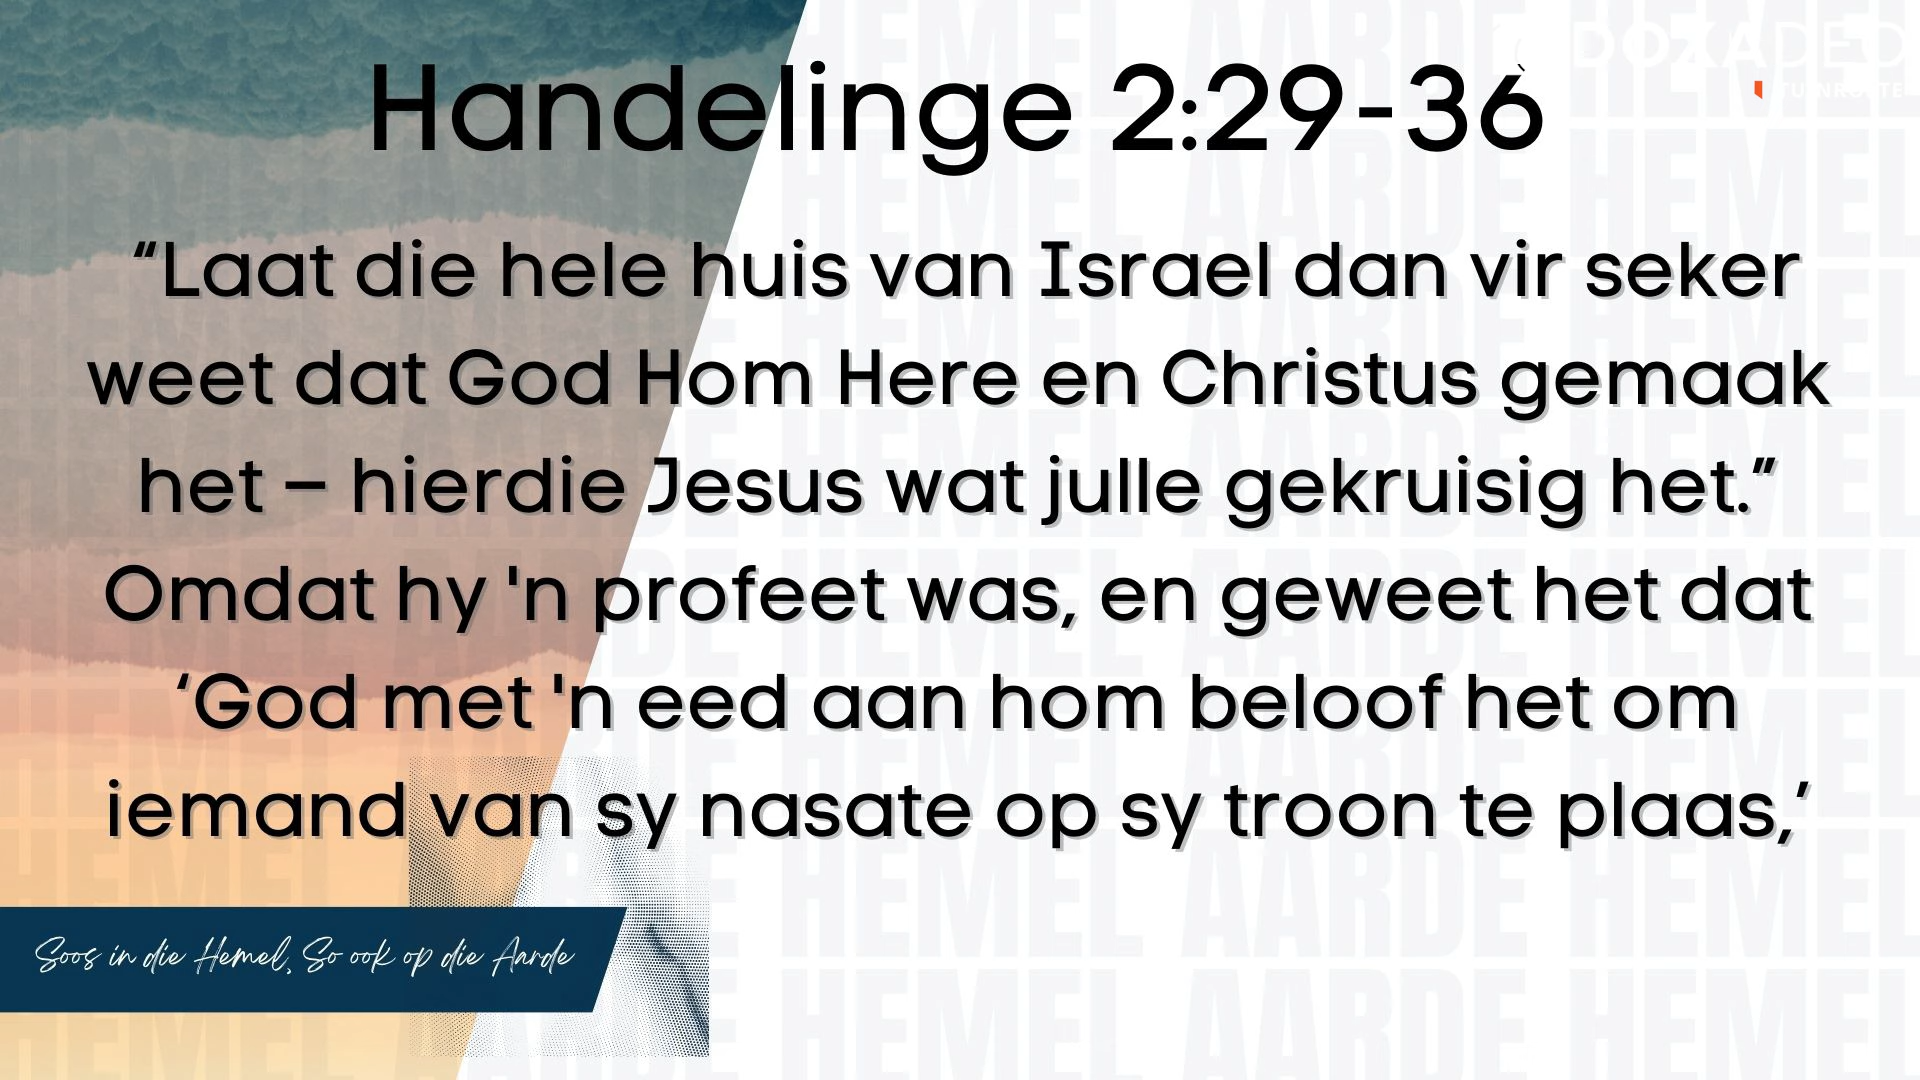 DOXADEO
TUINROETE
Handelinge 2:29-36
“Laat die hele huis van Israel dan vir seker
weet dat God Hom Here en Christus gemaak
het – hierdie Jesus wat julle gekruisig het.”
Omdat hy 'n profeet was, en geweet het dat
‘God met 'n eed aan hom beloof het om
iemand van sy nasate op sy troon te plaas,’
Soos in die Hemel, So ook op die Aarde